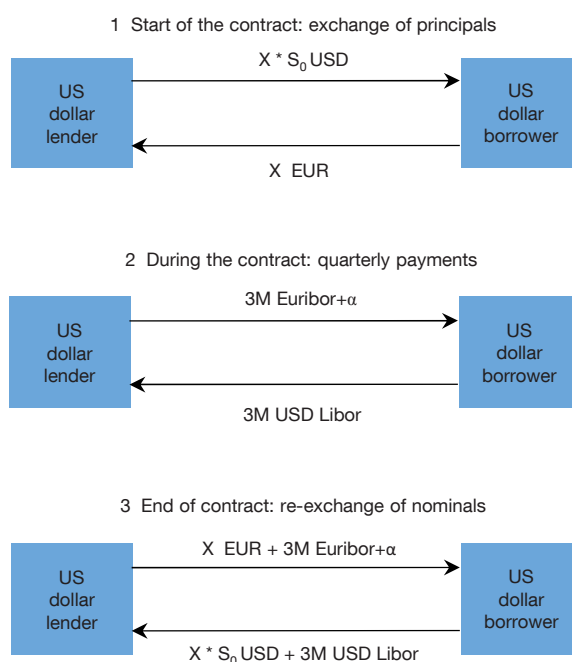 1 Start of the contract: exchange of principals
X * S₀ USD
US
dollar
lender
US
dollar
borrower
X EUR
2 During the contract: quarterly payments
3M Euribor+α
US
dollar
lender
US
dollar
borrower
3M USD Libor
3 End of contract: re-exchange of nominals
X EUR + 3M Euribor+α
US
dollar
lender
US
dollar
borrower
X * S₀ USD + 3M USD Libor